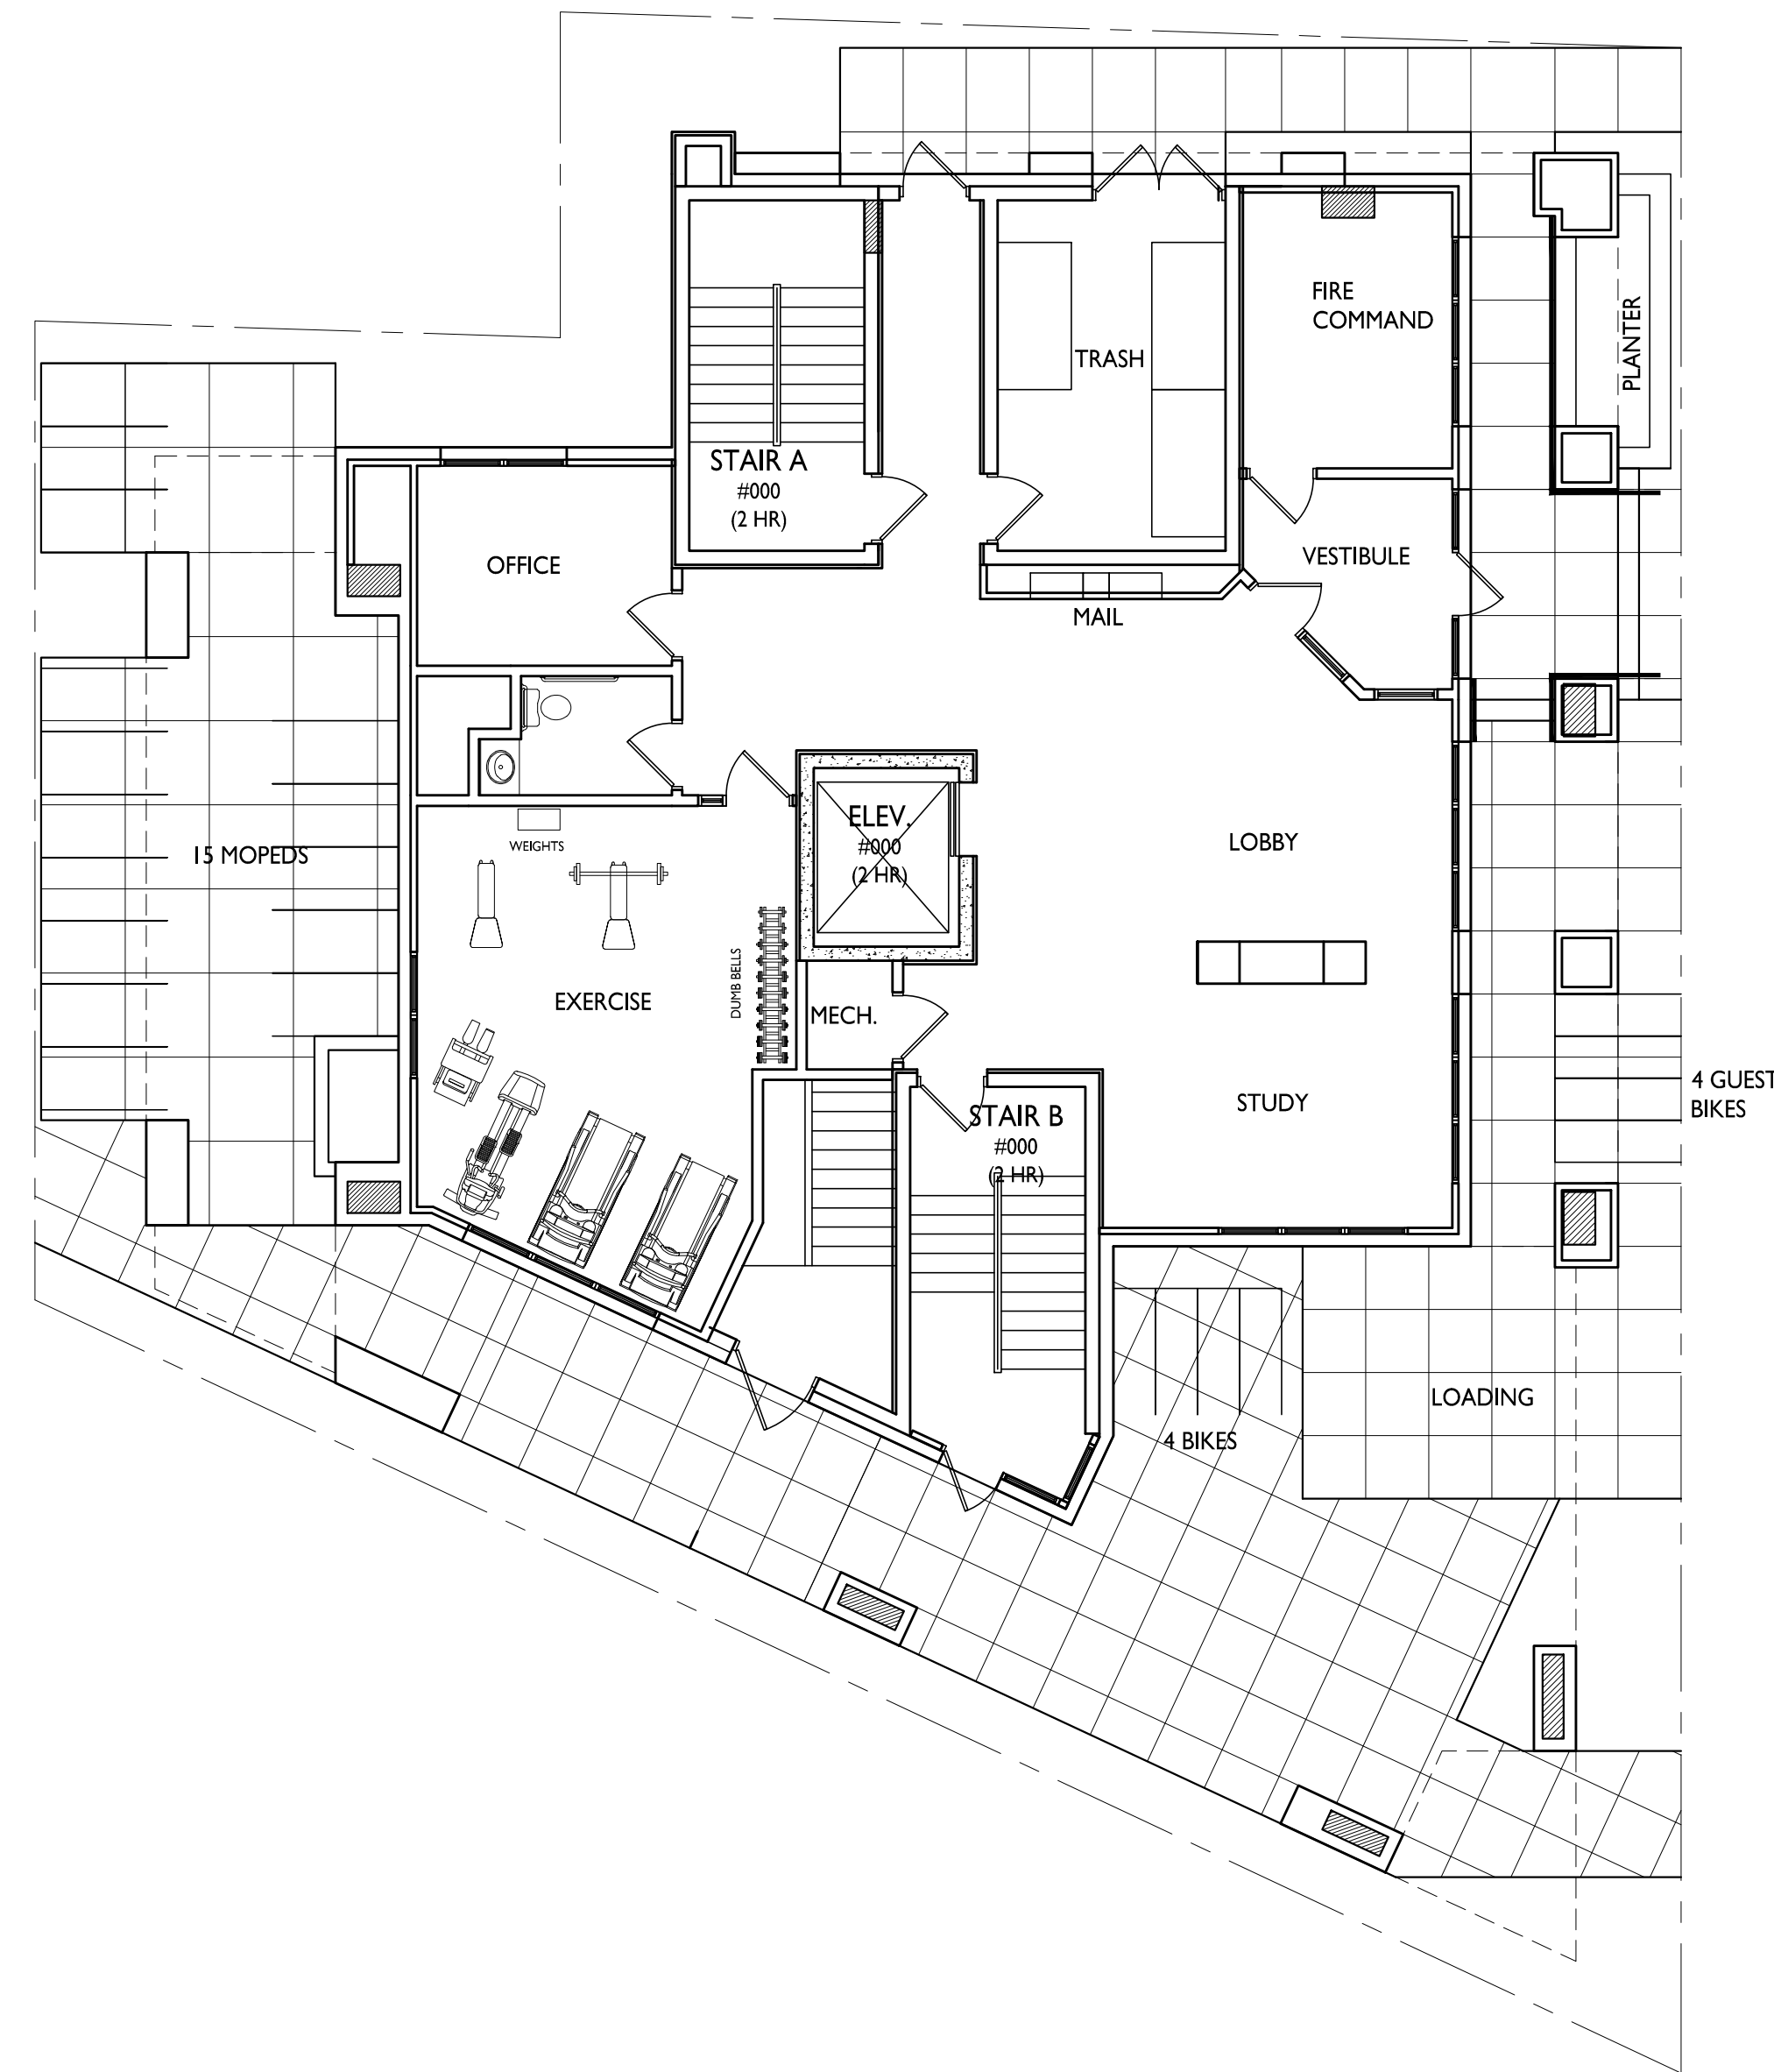 FIRE
COMMAND
PLANTER
TRASH
STAIR A
#000
(2 HR)
OFFICE
VESTIBULE
MAIL
ELEV.
#000
(2 HR)
LOBBY
WEIGHTS
15 MOPEDS
DUMB BELLS
EXERCISE
MECH.
4 GUEST
BIKES
STUDY
STAIR B
#000
(2 HR)
LOADING
4 BIKES